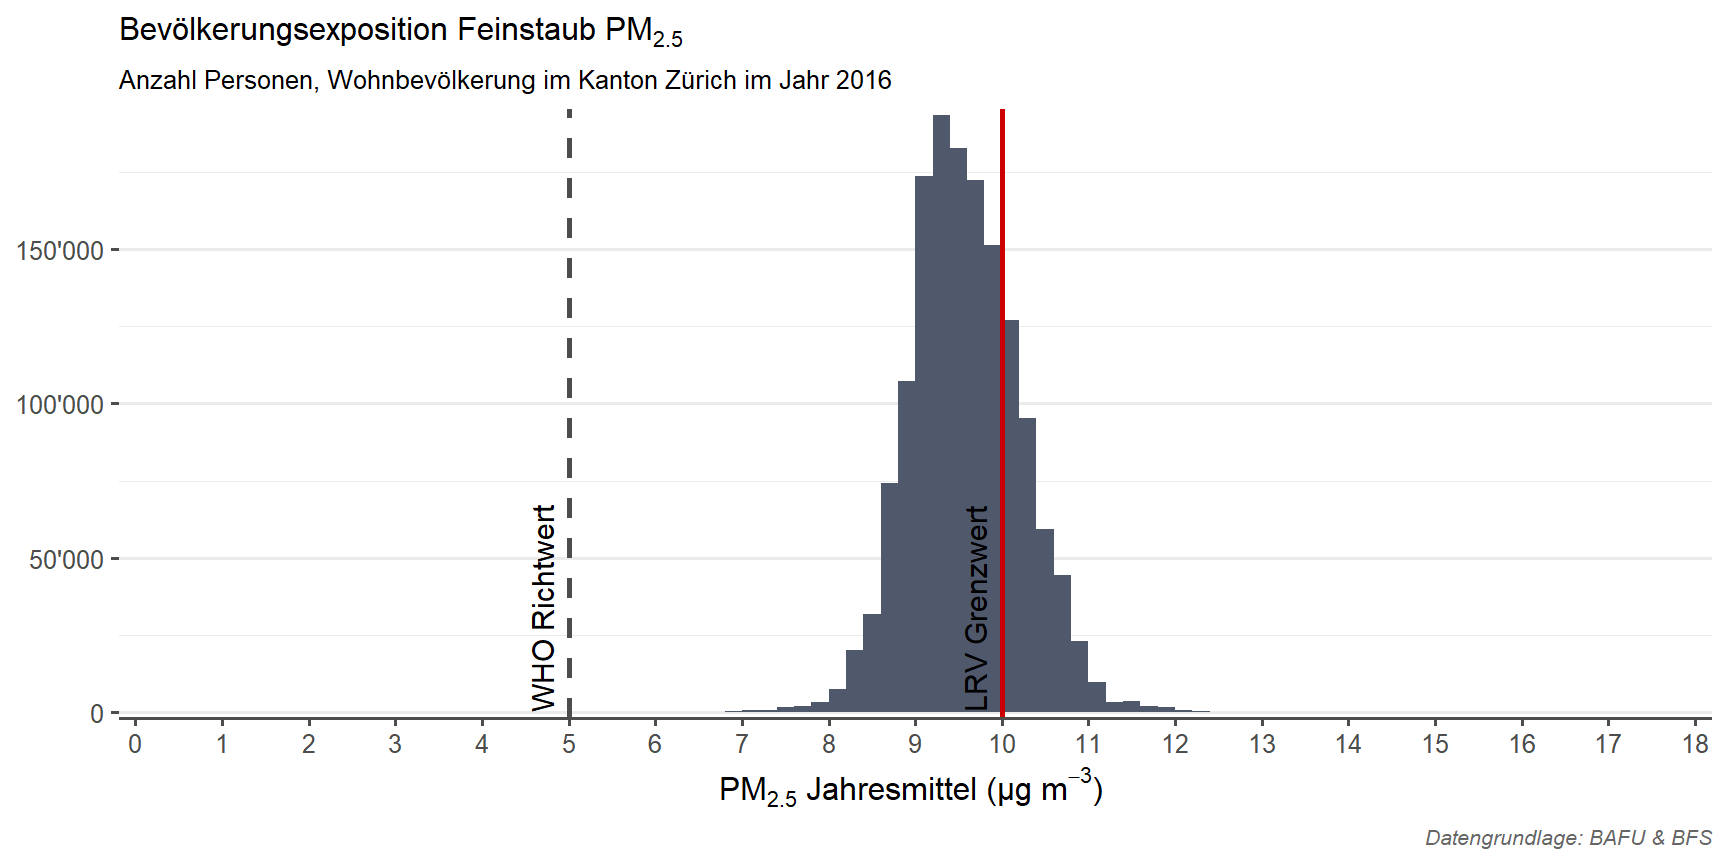 Bevölkerungsexposition Feinstaub PM2.5
Anzahl Personen, Wohnbevölkerung im Kanton Zürich im Jahr 2016
150'000
100'000
50'000
0
WHO Richtwert
LRV Grenzwert
0 1 2 3 4 5 6 7 8 9 10 11 12 13 14 15 16 17 18
PM2.5 Jahresmittel (µg m−3)
Datengrundlage: BAFU & BFS